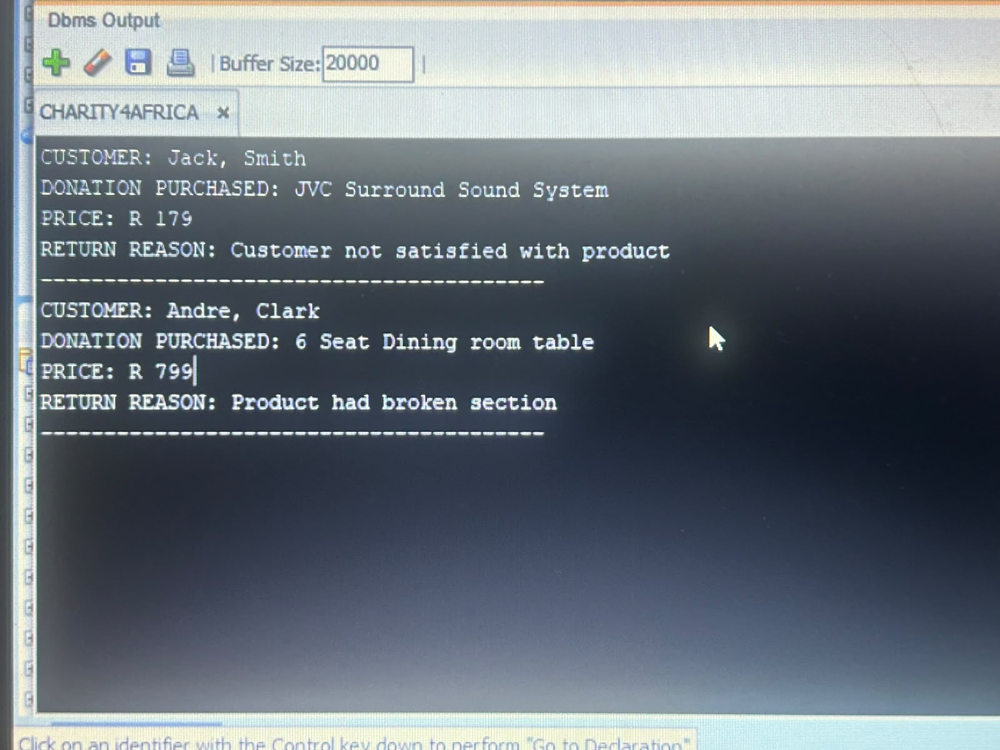 Dbms Output
| Buffer Size: 20000 |
CHARITY4AFRICA
CUSTOMER: Jack, Smith
DONATION PURCHASED: JVC Surround Sound System
PRICE: R 179
RETURN REASON: Customer not satisfied with product
----------------------------------------
CUSTOMER: Andre, Clark
DONATION PURCHASED: 6 Seat Dining room table
PRICE: R 799
RETURN REASON: Product had broken section
----------------------------------------
Click on an identifier with the Control key down to perform "Go to Declaration"